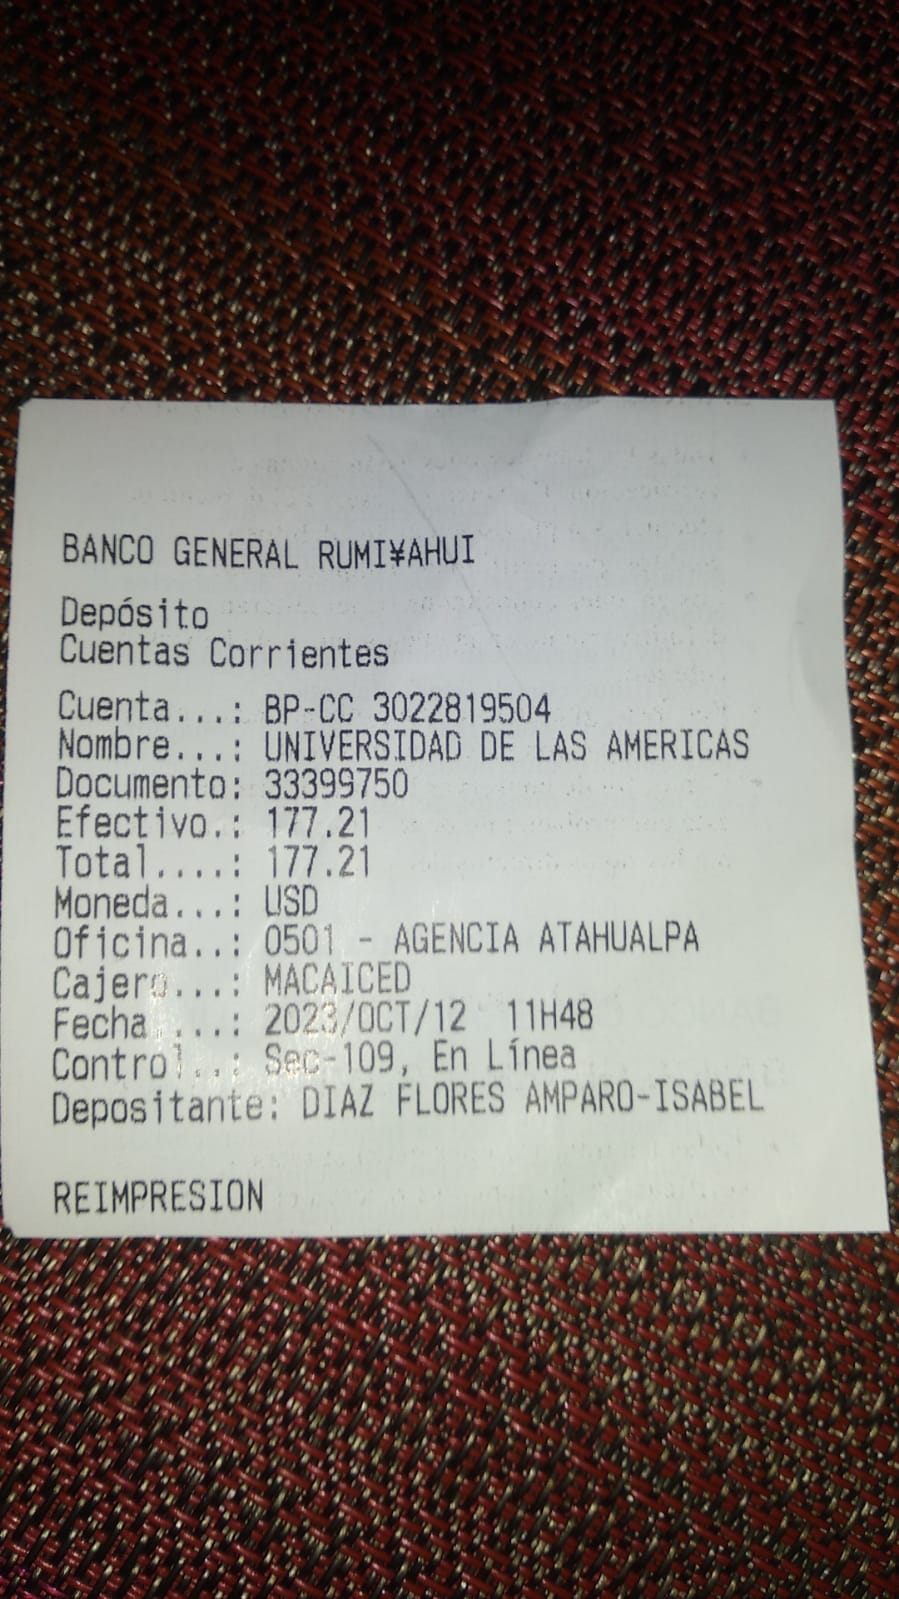 BANCO GENERAL RUMI¥AHUI
Depósito
Cuentas Corrientes
Cuenta...: BP-CC 3022819504
Nombre...: UNIVERSIDAD DE LAS AMERICAS
Documento: 33399750
Efectivo.: 177.21
Total....: 177.21
Moneda...: USD
Oficina..: 0501 - AGENCIA ATAHUALPA
Cajero...: MACAICED
Fecha....: 2023/OCT/12 11H48
Control..: Sec-109, En Línea
Depositante: DIAZ FLORES AMPARO-ISABEL
REIMPRESION